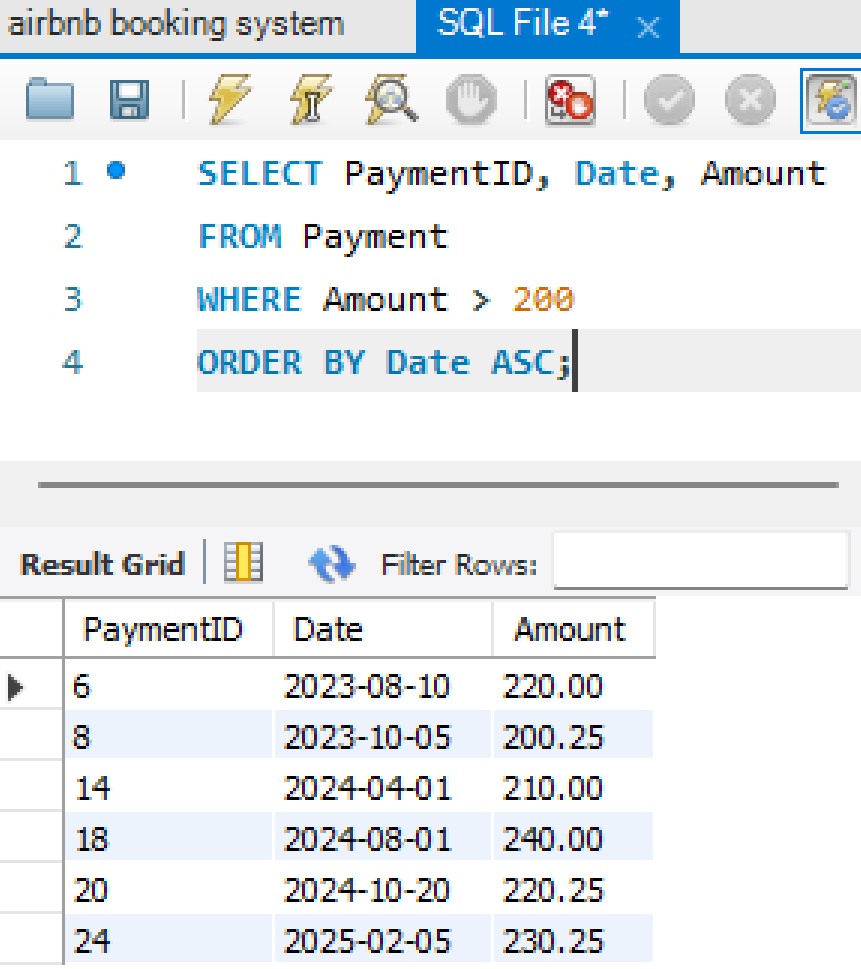 airbnb booking system SQL File 4* ×
1 SELECT PaymentID, Date, Amount
2 FROM Payment
3 WHERE Amount > 200
4 ORDER BY Date ASC;
Result Grid Filter Rows:
PaymentID Date Amount
6 2023-08-10 220.00
8 2023-10-05 200.25
14 2024-04-01 210.00
18 2024-08-01 240.00
20 2024-10-20 220.25
24 2025-02-05 230.25